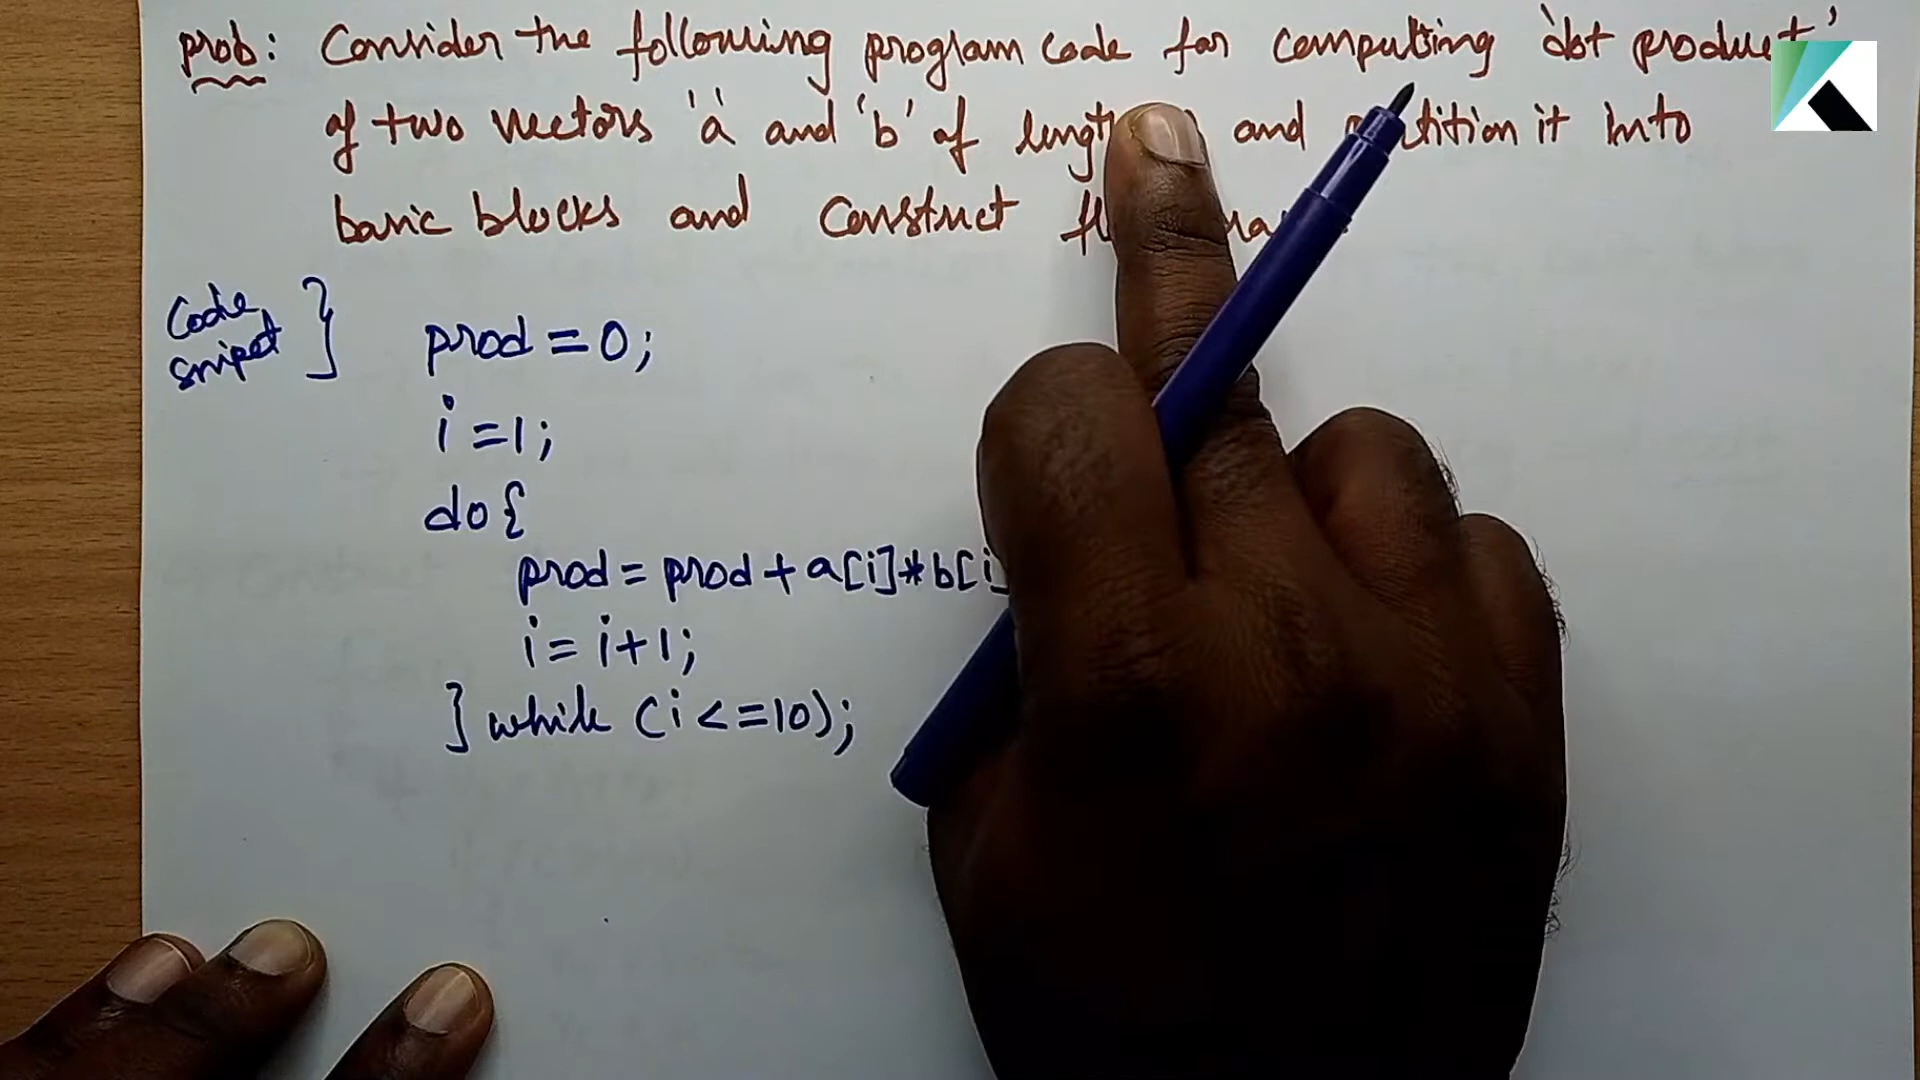 prob: Consider the following program code for computing 'dot product'
of two vectors 'a' and 'b' of and it into
basic blocks and construct
Code snipet } prod = 0;
i = 1;
do {
prod = prod + a[i] * b[i]
i = i+1;
} while (i <= 10);